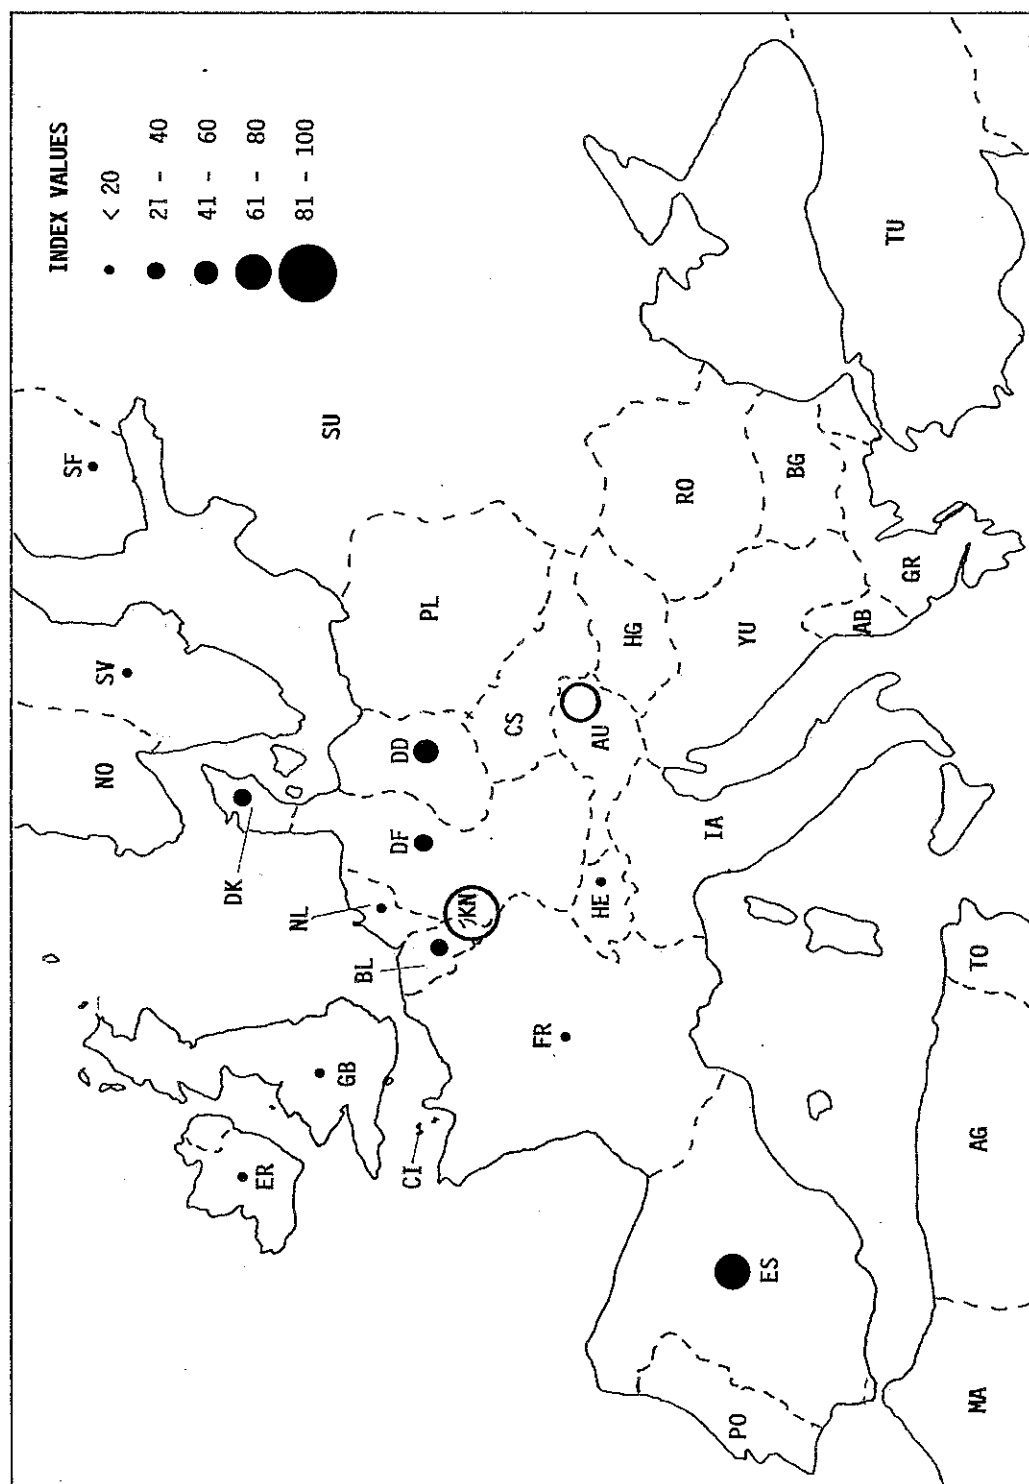 INDEX VALUES
< 20
21 - 40
41 - 60
61 - 80
81 - 100
SF
SU
SV
NO
DK
NL
BL
DF
DD
PL
KN
CS
AU
HG
RO
BG
TU
YU
AB
GR
IA
HE
FR
GB
ER
CI
ES
PO
MA
AG
TO